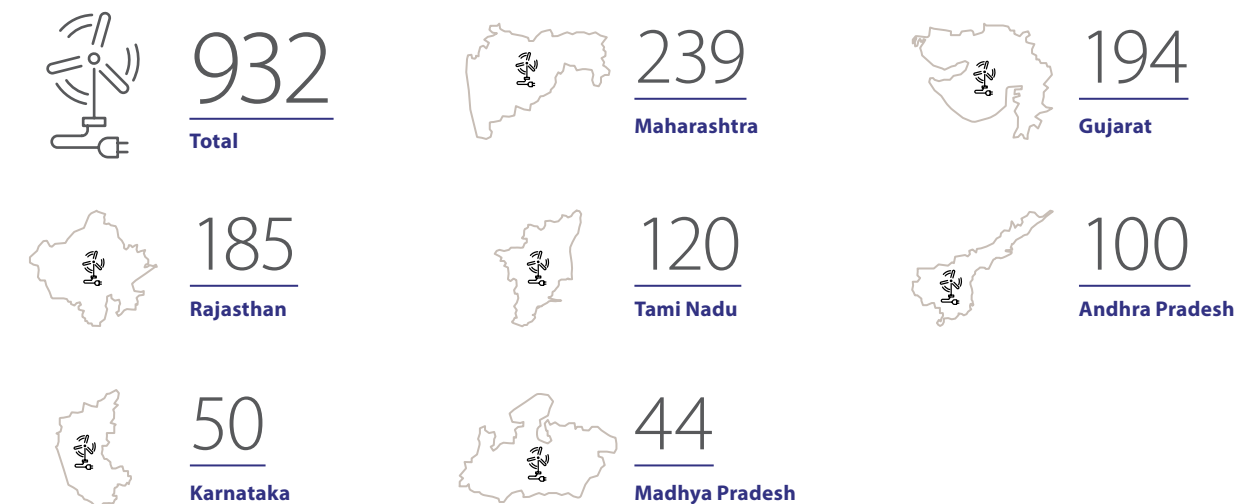 932
Total
239
Maharashtra
194
Gujarat
185
Rajasthan
120
Tami Nadu
100
Andhra Pradesh
50
Karnataka
44
Madhya Pradesh